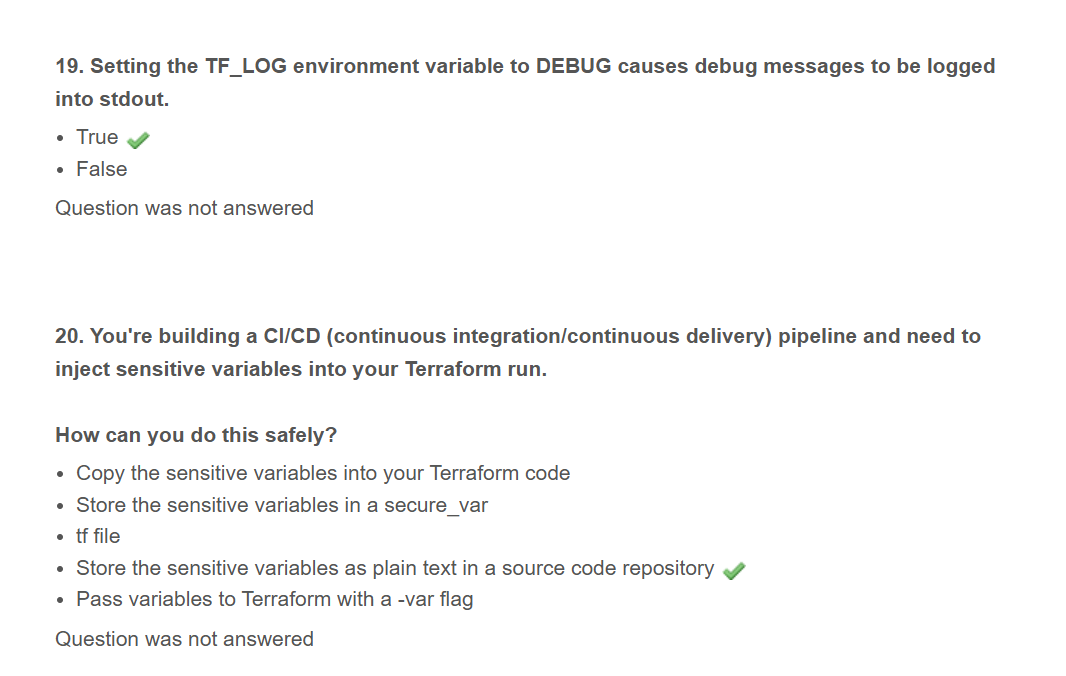 19. Setting the TF_LOG environment variable to DEBUG causes debug messages to be logged
into stdout.
• True
• False
Question was not answered
20. You're building a CI/CD (continuous integration/continuous delivery) pipeline and need to
inject sensitive variables into your Terraform run.
How can you do this safely?
• Copy the sensitive variables into your Terraform code
• Store the sensitive variables in a secure_var
• tf file
• Store the sensitive variables as plain text in a source code repository
• Pass variables to Terraform with a -var flag
Question was not answered